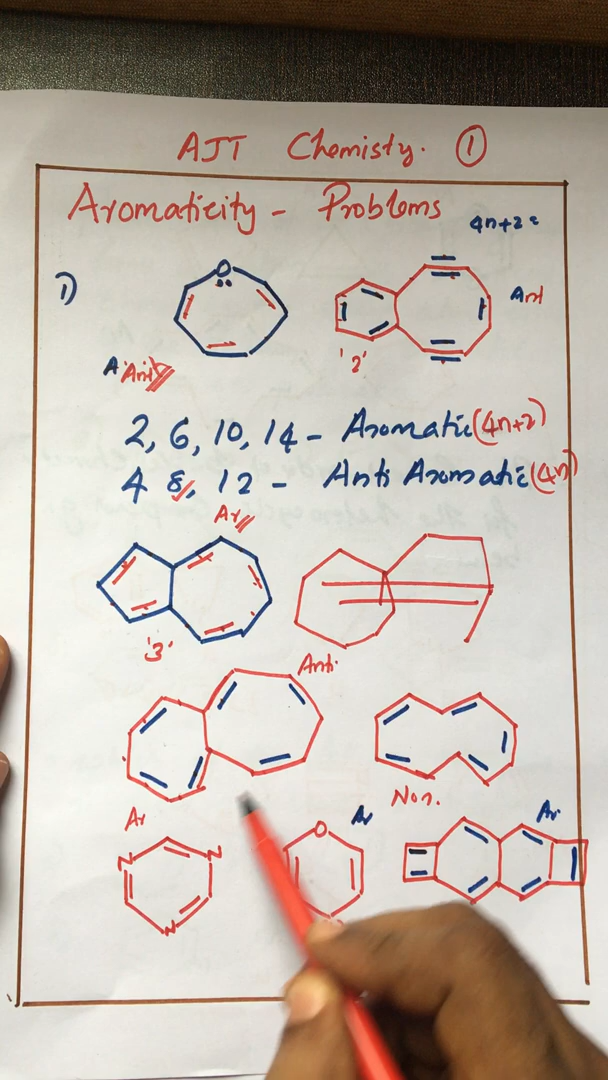 AJT Chemisty. ①
Aromaticity - Problems
4n+2=
1)
O
Ant
'2'
A Anti
2, 6, 10, 14 - Aromatic (4n+2)
4 8, 12 - Anti Aromatic (4n)
Ar
'3'
Anti
Non.
Ar
Ar
Ar
O
N N
N